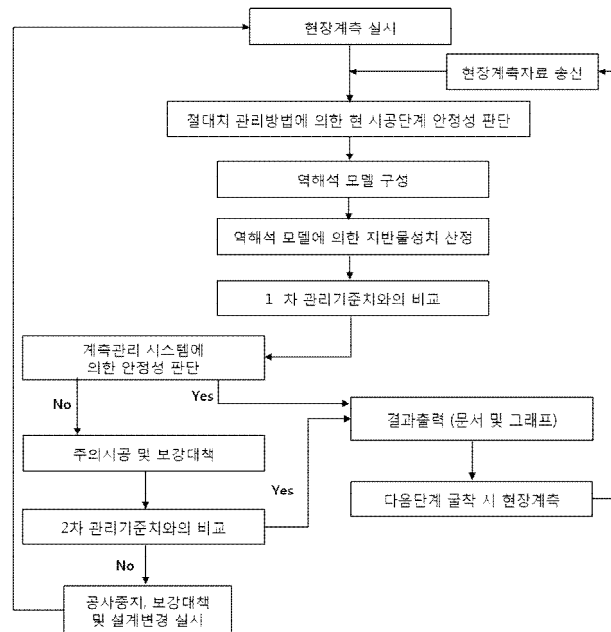 현장계측 실시
현장계측자료 송신
절대치 관리방법에 의한 현 시공단계 안정성 판단
역해석 모델 구성
역해석 모델에 의한 지반물성치 산정
1 차 관리기준치와의 비교
계측관리 시스템에
의한 안정성 판단
No
Yes
결과출력 (문서 및 그래프)
주의시공 및 보강대책
Yes
다음단계 굴착 시 현장계측
2차 관리기준치와의 비교
No
공사중지, 보강대책
및 설계변경 실시